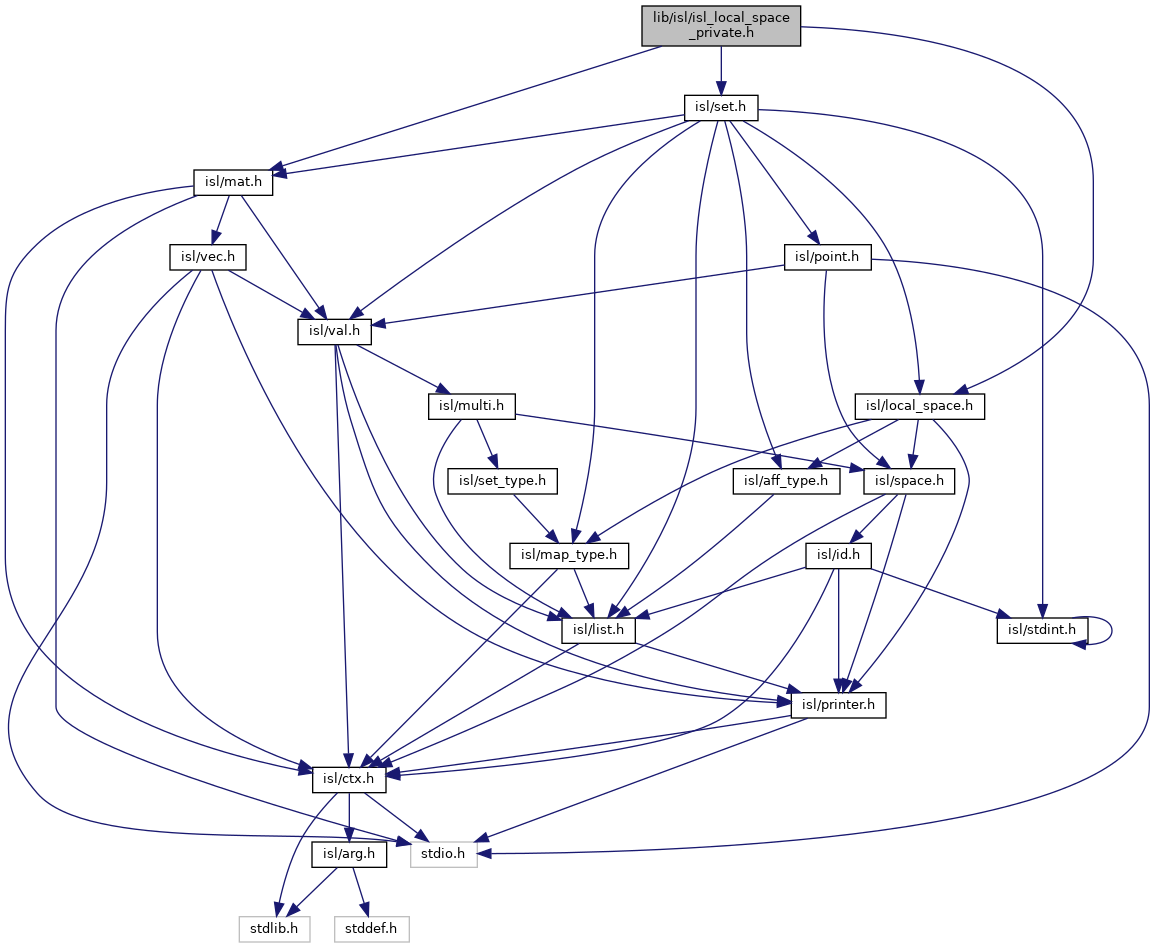 lib/isl/isl_local_space
_private.h
isl/set.h
isl/mat.h
isl/vec.h
isl/point.h
isl/val.h
isl/multi.h
isl/local_space.h
isl/set_type.h
isl/aff_type.h
isl/space.h
isl/map_type.h
isl/id.h
isl/list.h
isl/stdint.h
isl/printer.h
isl/ctx.h
isl/arg.h
stdio.h
stdlib.h
stddef.h